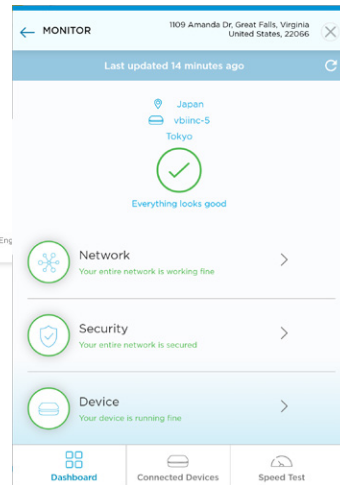 MONITOR
1109 Amanda Dr, Great Falls, Virginia
United States, 22066
Last updated 14 minutes ago
Japan
vbiinc-5
Tokyo
Everything looks good
Eng
Network
Your entire network is working fine
Security
Your entire network is secured
Device
Your device is running fine
Dashboard
Connected Devices
Speed Test